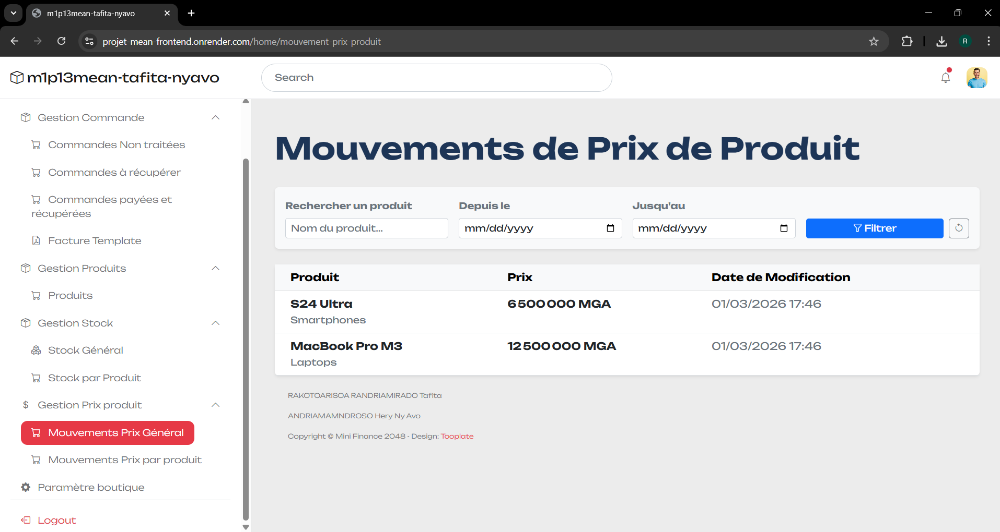 m1p13mean-tafita-nyavo
projet-mean-frontend.onrender.com/home/mouvement-prix-produit
R
m1p13mean-tafita-nyavo
Search
Gestion Commande
Commandes Non traitées
Commandes à récupérer
Commandes payées et
récupérées
Facture Template
Gestion Produits
Produits
Gestion Stock
Stock Général
Stock par Produit
$ Gestion Prix produit
Mouvements Prix Général
Mouvements Prix par produit
Paramètre boutique
Logout
Mouvements de Prix de Produit
Rechercher un produit Depuis le Jusqu'au
Nom du produit... mm/dd/yyyy mm/dd/yyyy Filtrer
Produit Prix Date de Modification
S24 Ultra 6 500 000 MGA 01/03/2026 17:46
Smartphones
MacBook Pro M3 12 500 000 MGA 01/03/2026 17:46
Laptops
RAKOTOARISOA RANDRIAMIRADO Tafita
ANDRIAMAMNDROSO Hery Ny Avo
Copyright © Mini Finance 2048 - Design: Tooplate